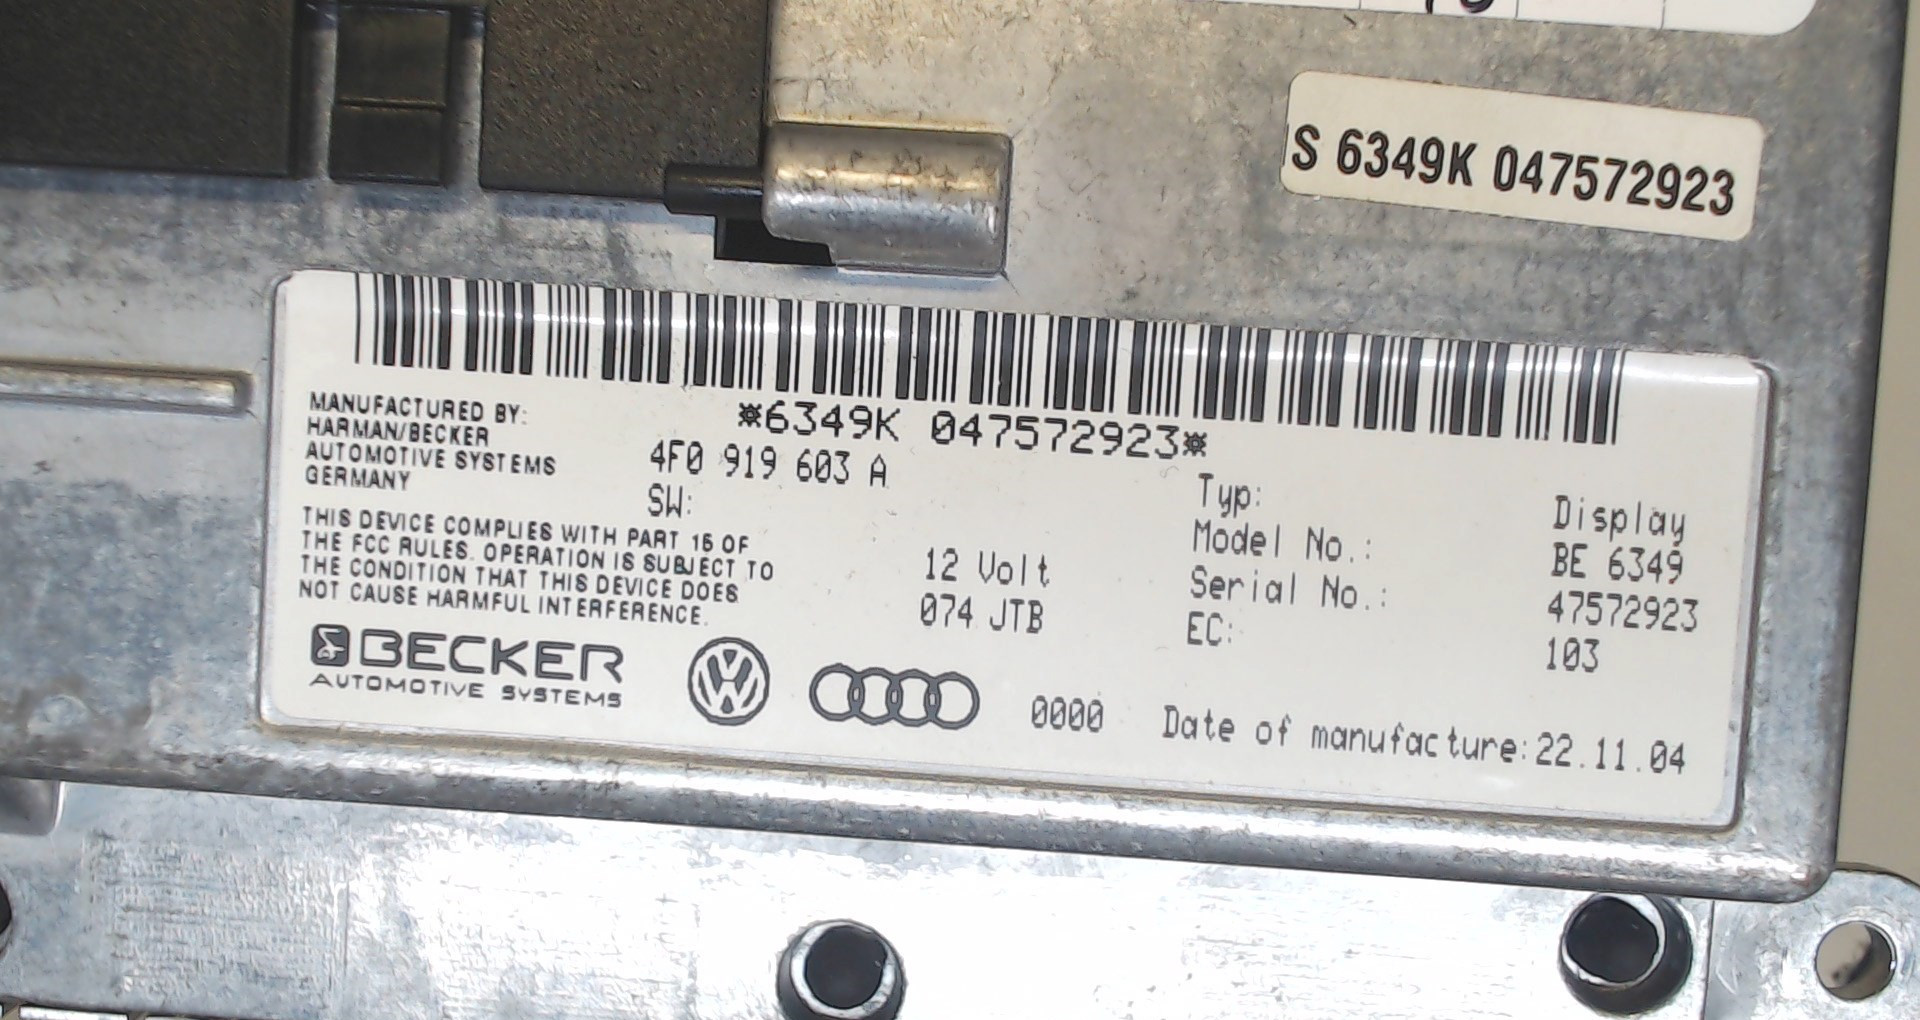 S 6349K 047572923
*6349K 047572923*
MANUFACTURED BY:
HARMAN/BECKER
AUTOMOTIVE SYSTEMS
GERMANY
4F0 919 603 A
SW:
THIS DEVICE COMPLIES WITH PART 15 OF
THE FCC RULES. OPERATION IS SUBJECT TO
THE CONDITION THAT THIS DEVICE DOES
NOT CAUSE HARMFUL INTERFERENCE.
12 Volt
074 JTB
Typ: Display
Model No.: BE 6349
Serial No.: 47572923
EC: 103
BECKER
AUTOMOTIVE SYSTEMS
0000
Date of manufacture: 22.11.04